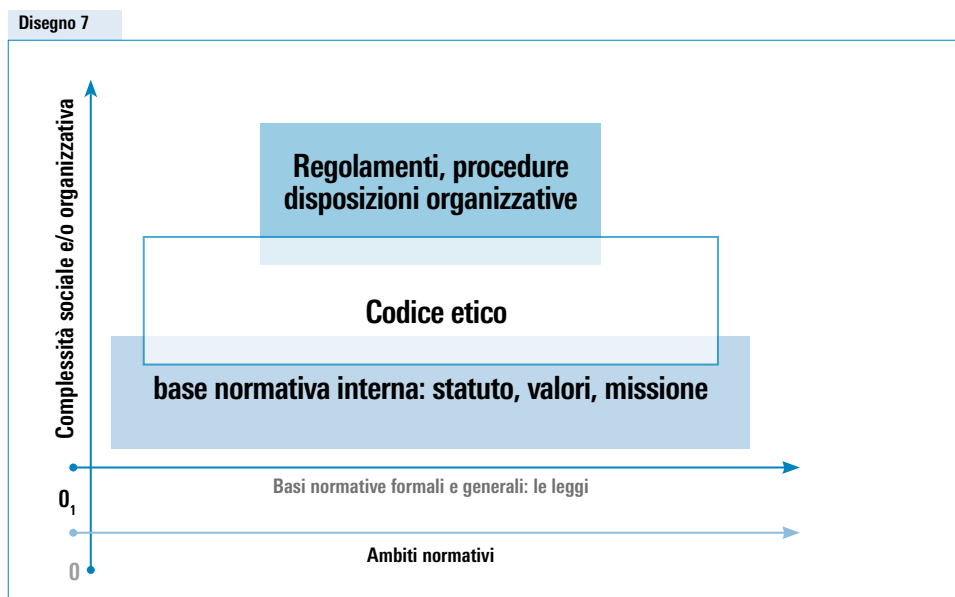 Disegno 7
Complessità sociale e/o organizzativa
Regolamenti, procedure
disposizioni organizzative
Codice etico
base normativa interna: statuto, valori, missione
Basi normative formali e generali: le leggi
0₁
Ambiti normativi
0